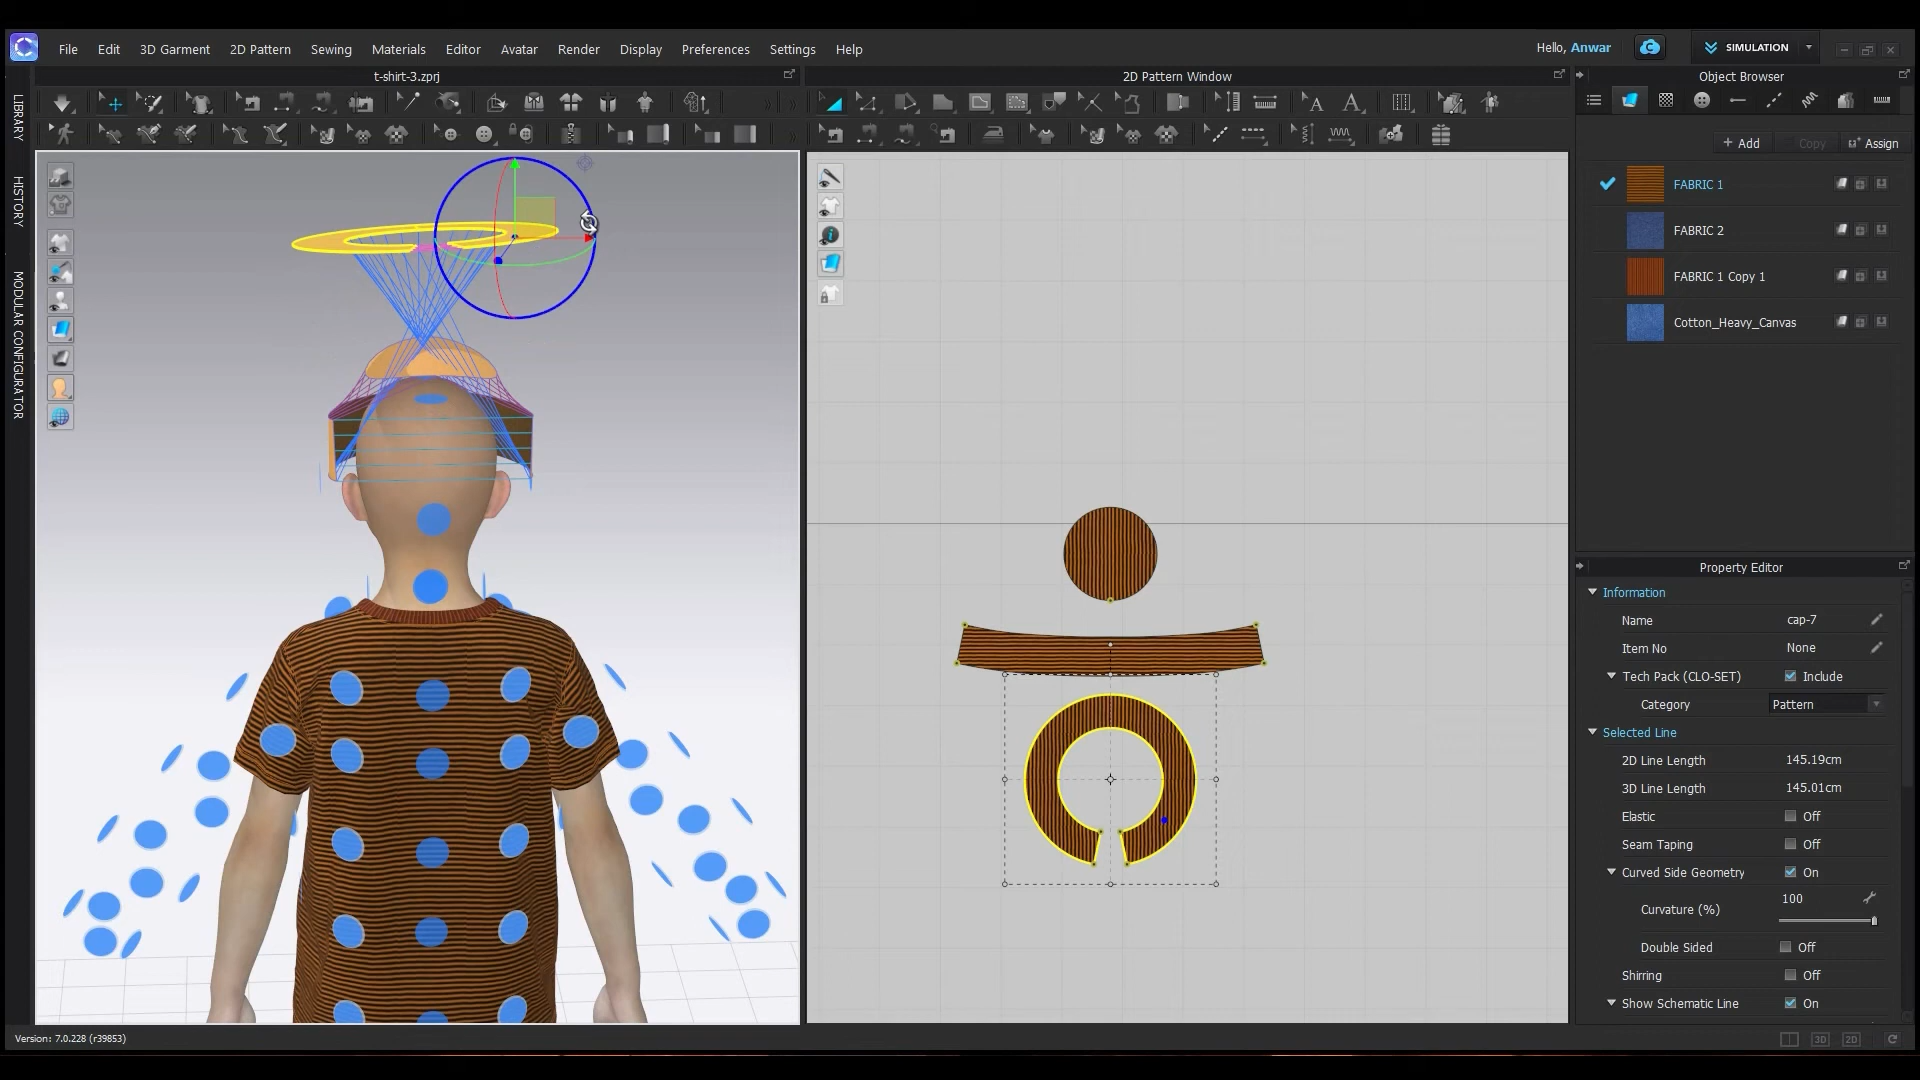 File Edit 3D Garment 2D Pattern Sewing Materials Editor Avatar Render Display Preferences Settings Help
Hello, Anwar
SIMULATION
t-shirt-3.zprj
2D Pattern Window
Object Browser
LIBRARY
HISTORY
MODULAR CONFIGURATOR
+ Add Copy Assign
FABRIC 1
FABRIC 2
FABRIC 1 Copy 1
Cotton_Heavy_Canvas
Property Editor
Information
Name cap-7
Item No None
Tech Pack (CLO-SET) Include
Category Pattern
Selected Line
2D Line Length 145.19cm
3D Line Length 145.01cm
Elastic Off
Seam Taping Off
Curved Side Geometry On
Curvature (%) 100
Double Sided Off
Shirring Off
Show Schematic Line On
Version: 7.0.228 (r39853)
3D 2D